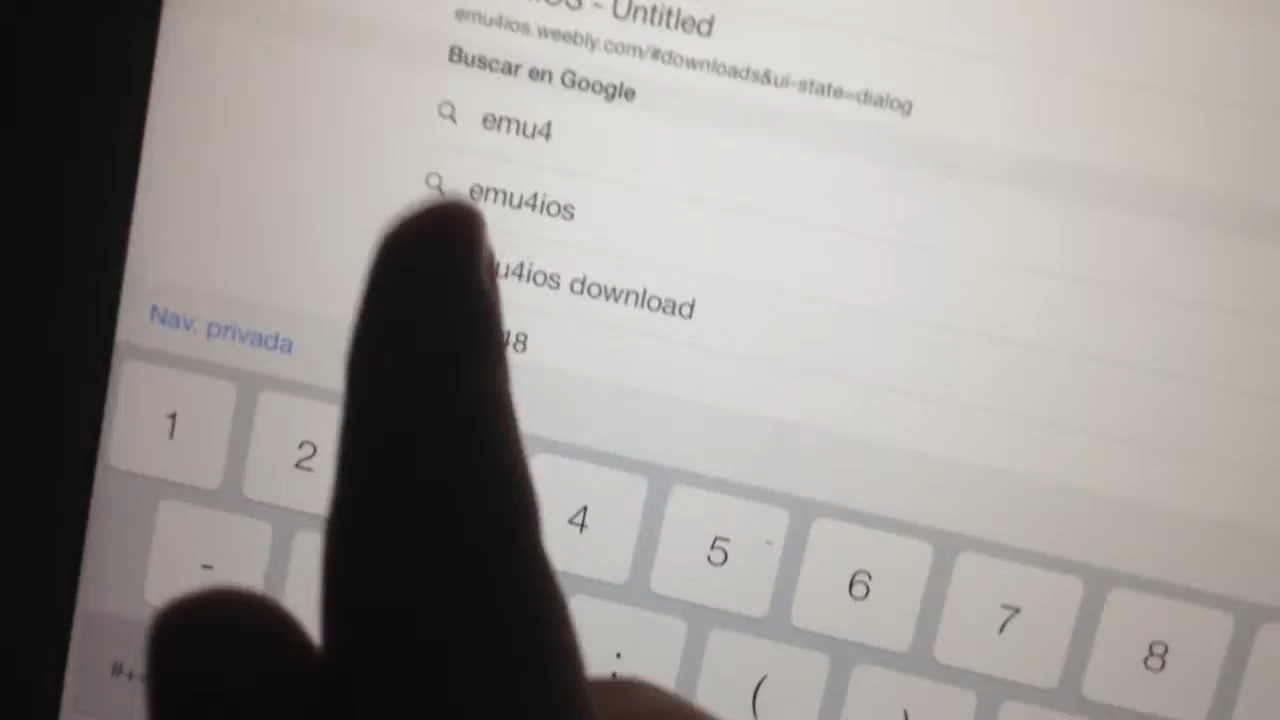 - Untitled
emu4ios.weebly.com/#downloads&ui-state=dialog
Buscar en Google
emu4
emu4ios
u4ios download
48
Nav. privada
1 2 4 5 6 7 8
- ; ( )
#+